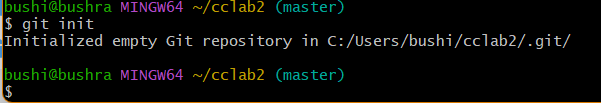 bushi@bushra MINGW64 ~/cclab2 (master)
$ git init
Initialized empty Git repository in C:/Users/bushi/cclab2/.git/
bushi@bushra MINGW64 ~/cclab2 (master)
$